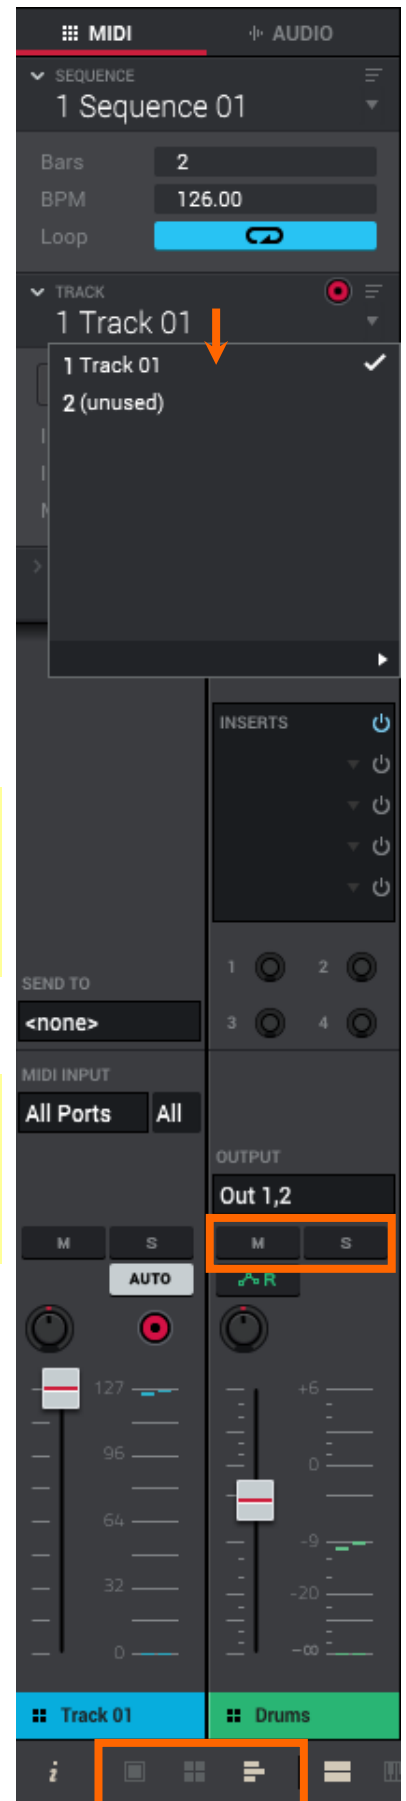 MIDI AUDIO
SEQUENCE
1 Sequence 01
Bars 2
BPM 126.00
Loop
TRACK
1 Track 01
1 Track 01
2 (unused)
INSERTS
1 2
SEND TO
<none> 3 4
MIDI INPUT
All Ports All
OUTPUT
Out 1,2
M S M S
AUTO R
127 +6
96 0
64 -9
32 -20
0 -∞
Track 01 Drums
i